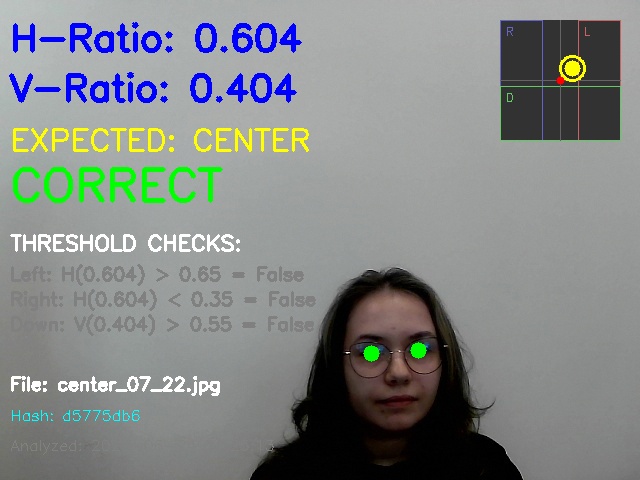 H-Ratio: 0.604
V-Ratio: 0.404
EXPECTED: CENTER
CORRECT
THRESHOLD CHECKS:
Left: H(0.604) > 0.65 = False
Right: H(0.604) < 0.35 = False
Down: V(0.404) > 0.55 = False
File: center_07_22.jpg
Hash: d5775db6
Analyzed:
R L
D